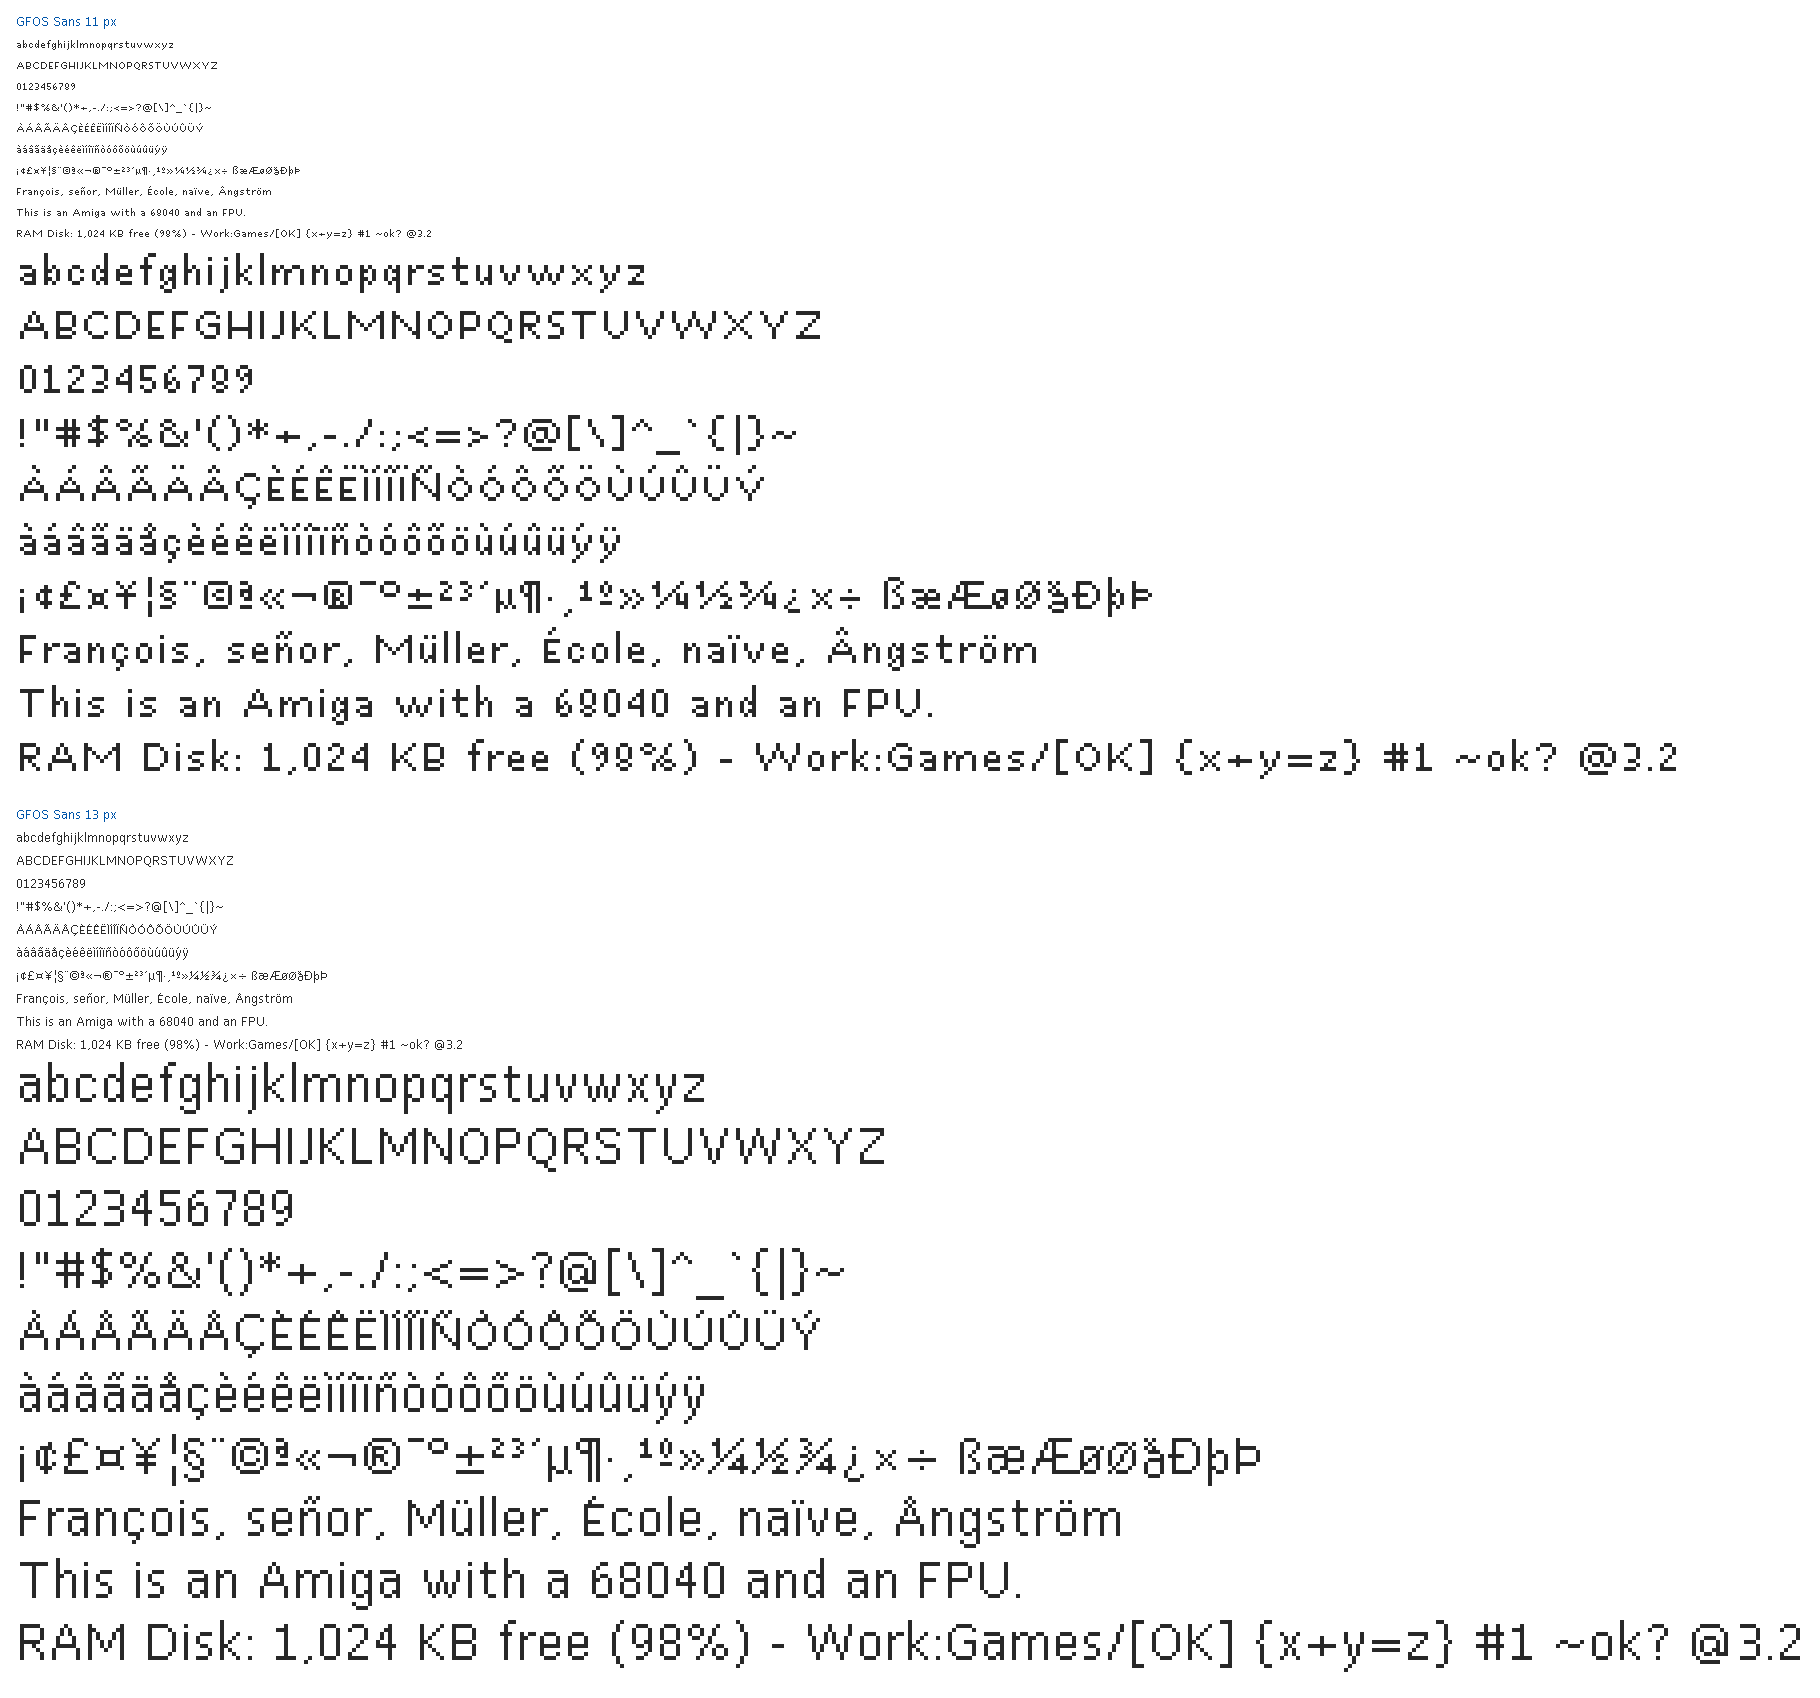 GFOS Sans 11 px
abcdefghijklmnopqrstuvwxyz
ABCDEFGHIJKLMNOPQRSTUVWXYZ
0123456789
!"#$%&'()*+,-./:;<=>?@[\]^_`{|}~
ÀÁÂÃÄÅÇÈÉÊËÌÍÎÏÑÒÓÔÕÖÙÚÛÜÝ
àáâãäåçèéêëìíîïñòóôõöùúûüýÿ
¡¢£¤¥¦§¨©ª«¬®¯°±²³´µ¶·¸¹º»¼½¾¿×÷ ßæÆøØðÐþÞ
François, señor, Müller, École, naïve, Ångström
This is an Amiga with a 68040 and an FPU.
RAM Disk: 1,024 KB free (98%) - Work:Games/[OK] {x+y=z} #1 ~ok? @3.2
abcdefghijklmnopqrstuvwxyz
ABCDEFGHIJKLMNOPQRSTUVWXYZ
0123456789
!"#$%&'()*+,-./:;<=>?@[\]^_`{|}~
ÀÁÂÃÄÅÇÈÉÊËÌÍÎÏÑÒÓÔÕÖÙÚÛÜÝ
àáâãäåçèéêëìíîïñòóôõöùúûüýÿ
¡¢£¤¥¦§¨©ª«¬®¯°±²³´µ¶·¸¹º»¼½¾¿×÷ ßæÆøØðÐþÞ
François, señor, Müller, École, naïve, Ångström
This is an Amiga with a 68040 and an FPU.
RAM Disk: 1,024 KB free (98%) - Work:Games/[OK] {x+y=z} #1 ~ok? @3.2
GFOS Sans 13 px
abcdefghijklmnopqrstuvwxyz
ABCDEFGHIJKLMNOPQRSTUVWXYZ
0123456789
!"#$%&'()*+,-./:;<=>?@[\]^_`{|}~
ÀÁÂÃÄÅÇÈÉÊËÌÍÎÏÑÒÓÔÕÖÙÚÛÜÝ
àáâãäåçèéêëìíîïñòóôõöùúûüýÿ
¡¢£¤¥¦§¨©ª«¬®¯°±²³´µ¶·¸¹º»¼½¾¿×÷ ßæÆøØðÐþÞ
François, señor, Müller, École, naïve, Ångström
This is an Amiga with a 68040 and an FPU.
RAM Disk: 1,024 KB free (98%) - Work:Games/[OK] {x+y=z} #1 ~ok? @3.2
abcdefghijklmnopqrstuvwxyz
ABCDEFGHIJKLMNOPQRSTUVWXYZ
0123456789
!"#$%&'()*+,-./:;<=>?@[\]^_`{|}~
ÀÁÂÃÄÅÇÈÉÊËÌÍÎÏÑÒÓÔÕÖÙÚÛÜÝ
àáâãäåçèéêëìíîïñòóôõöùúûüýÿ
¡¢£¤¥¦§¨©ª«¬®¯°±²³´µ¶·¸¹º»¼½¾¿×÷ ßæÆøØðÐþÞ
François, señor, Müller, École, naïve, Ångström
This is an Amiga with a 68040 and an FPU.
RAM Disk: 1,024 KB free (98%) - Work:Games/[OK] {x+y=z} #1 ~ok? @3.2